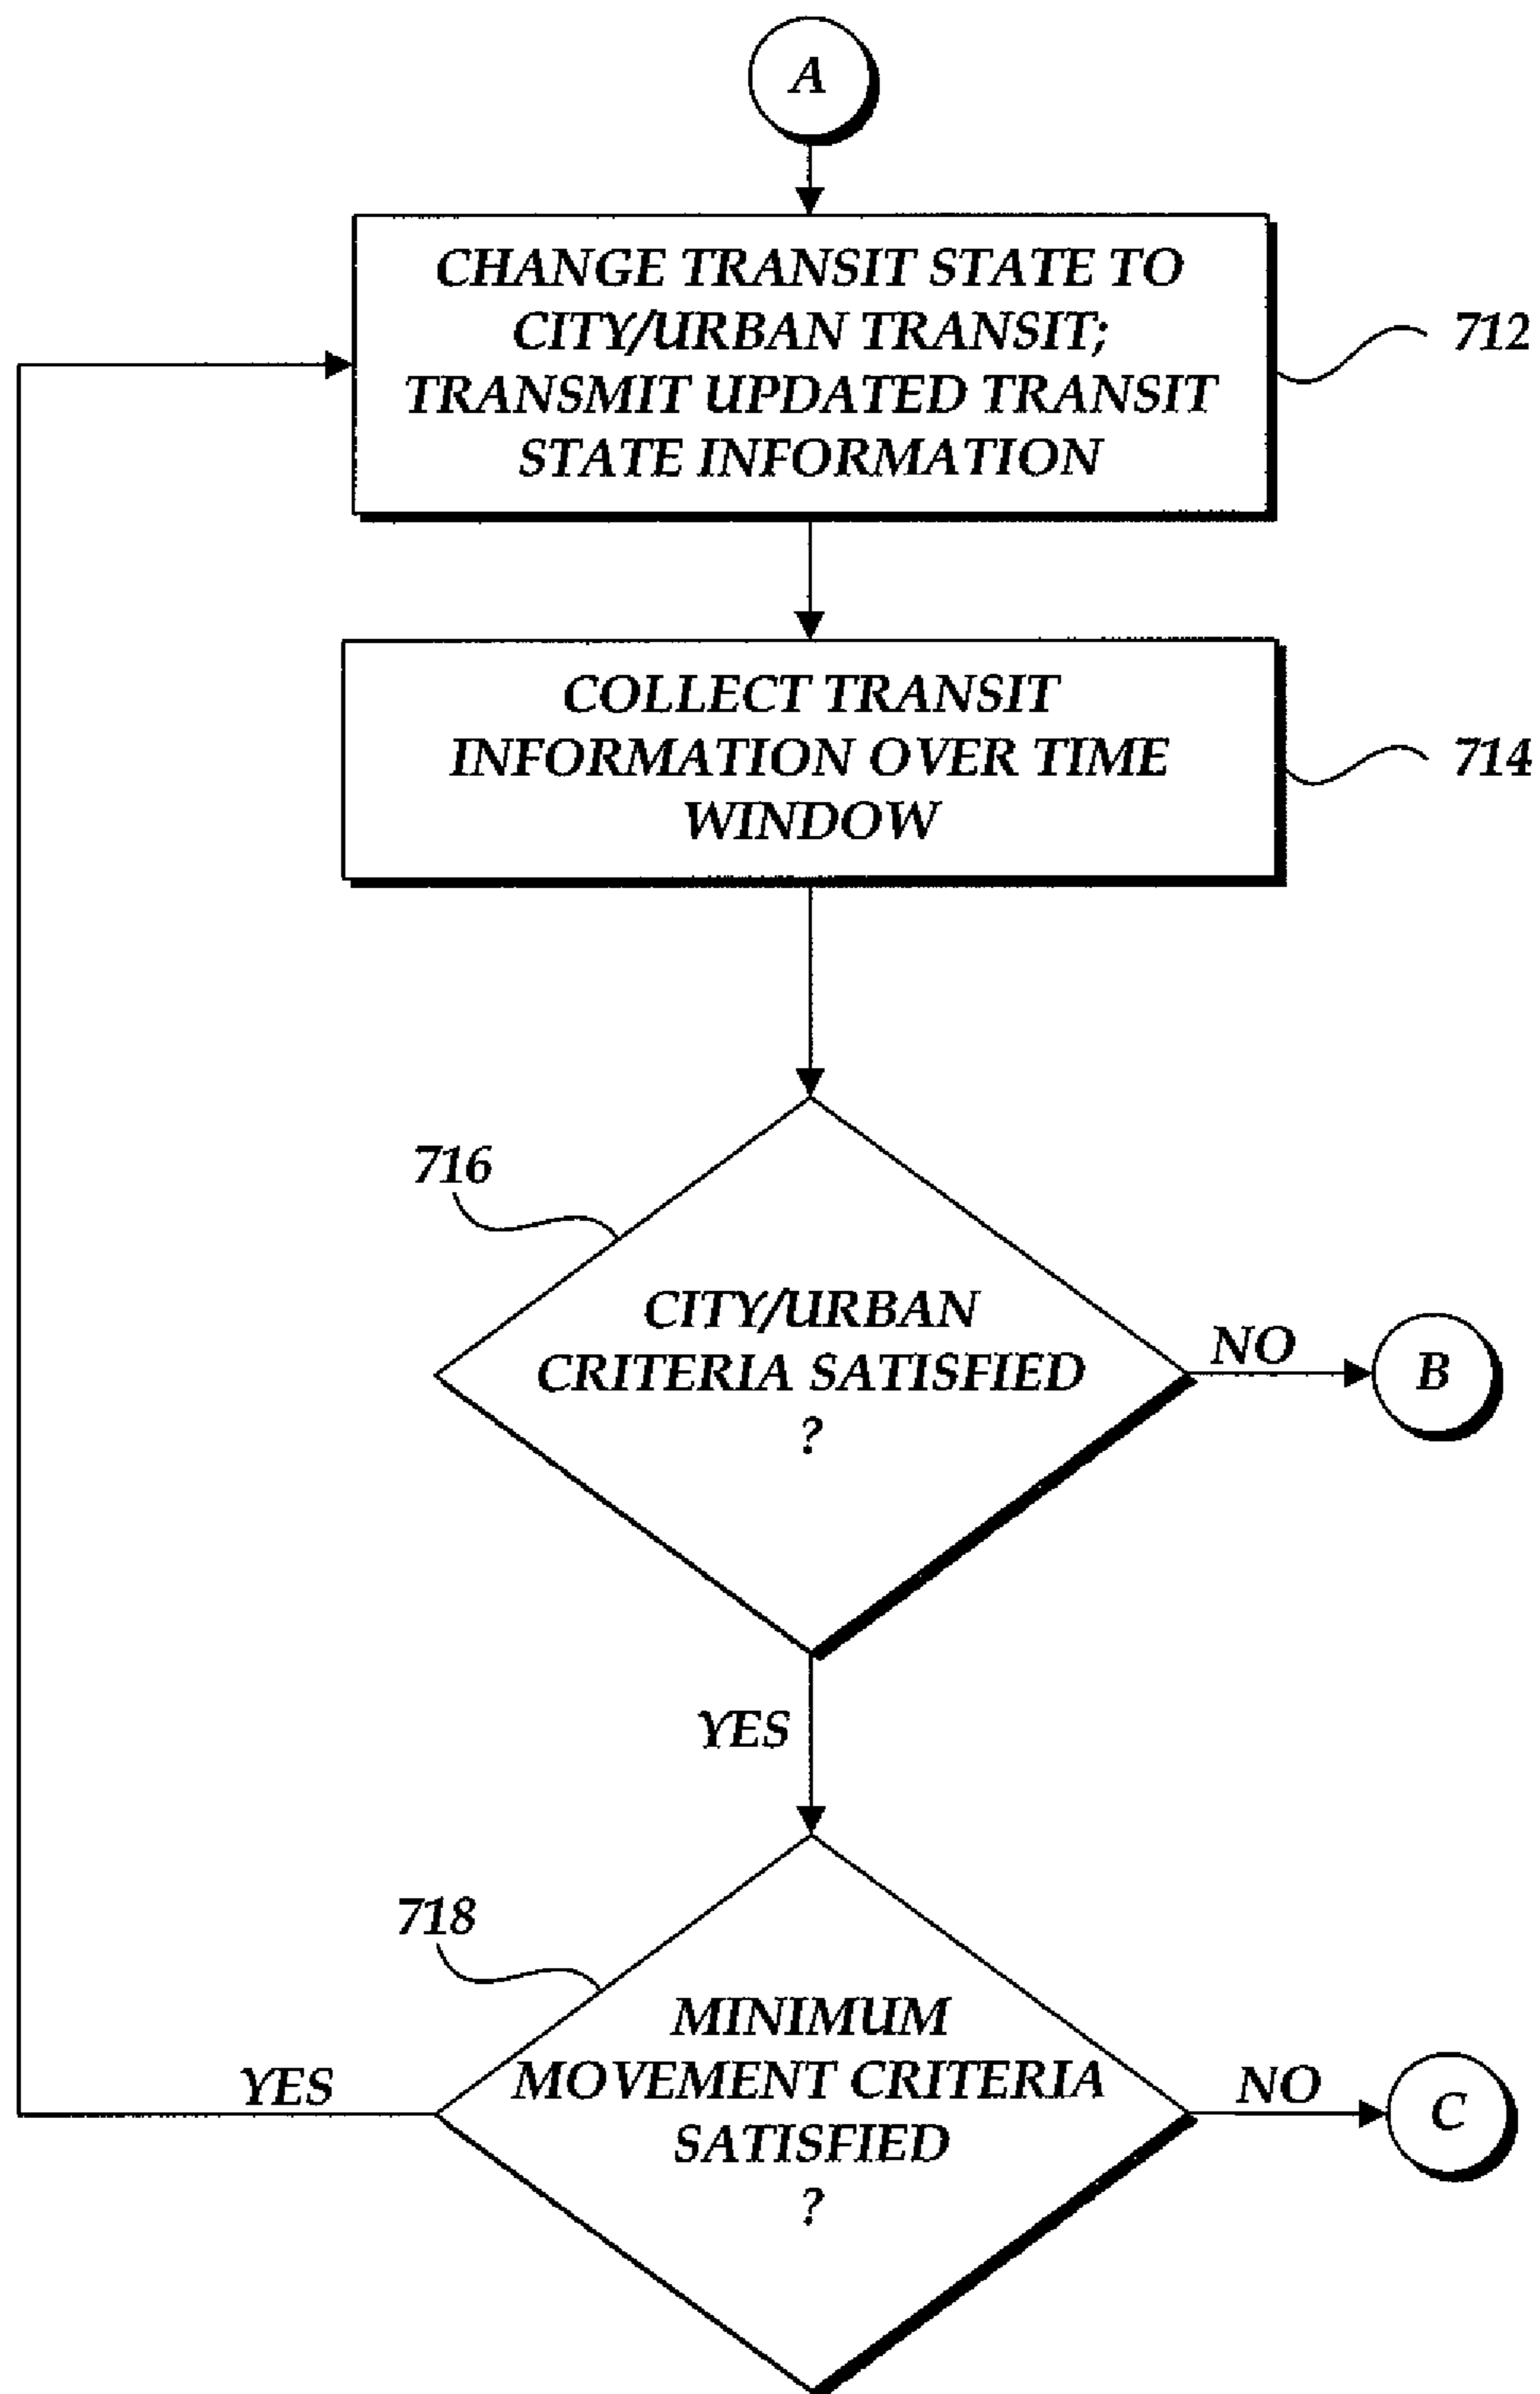 A
CHANGE TRANSIT STATE TO
CITY/URBAN TRANSIT;
TRANSMIT UPDATED TRANSIT
STATE INFORMATION
712
COLLECT TRANSIT
INFORMATION OVER TIME
WINDOW
714
716
CITY/URBAN
CRITERIA SATISFIED
?
NO
B
YES
718
MINIMUM
MOVEMENT CRITERIA
SATISFIED
?
YES
NO
C